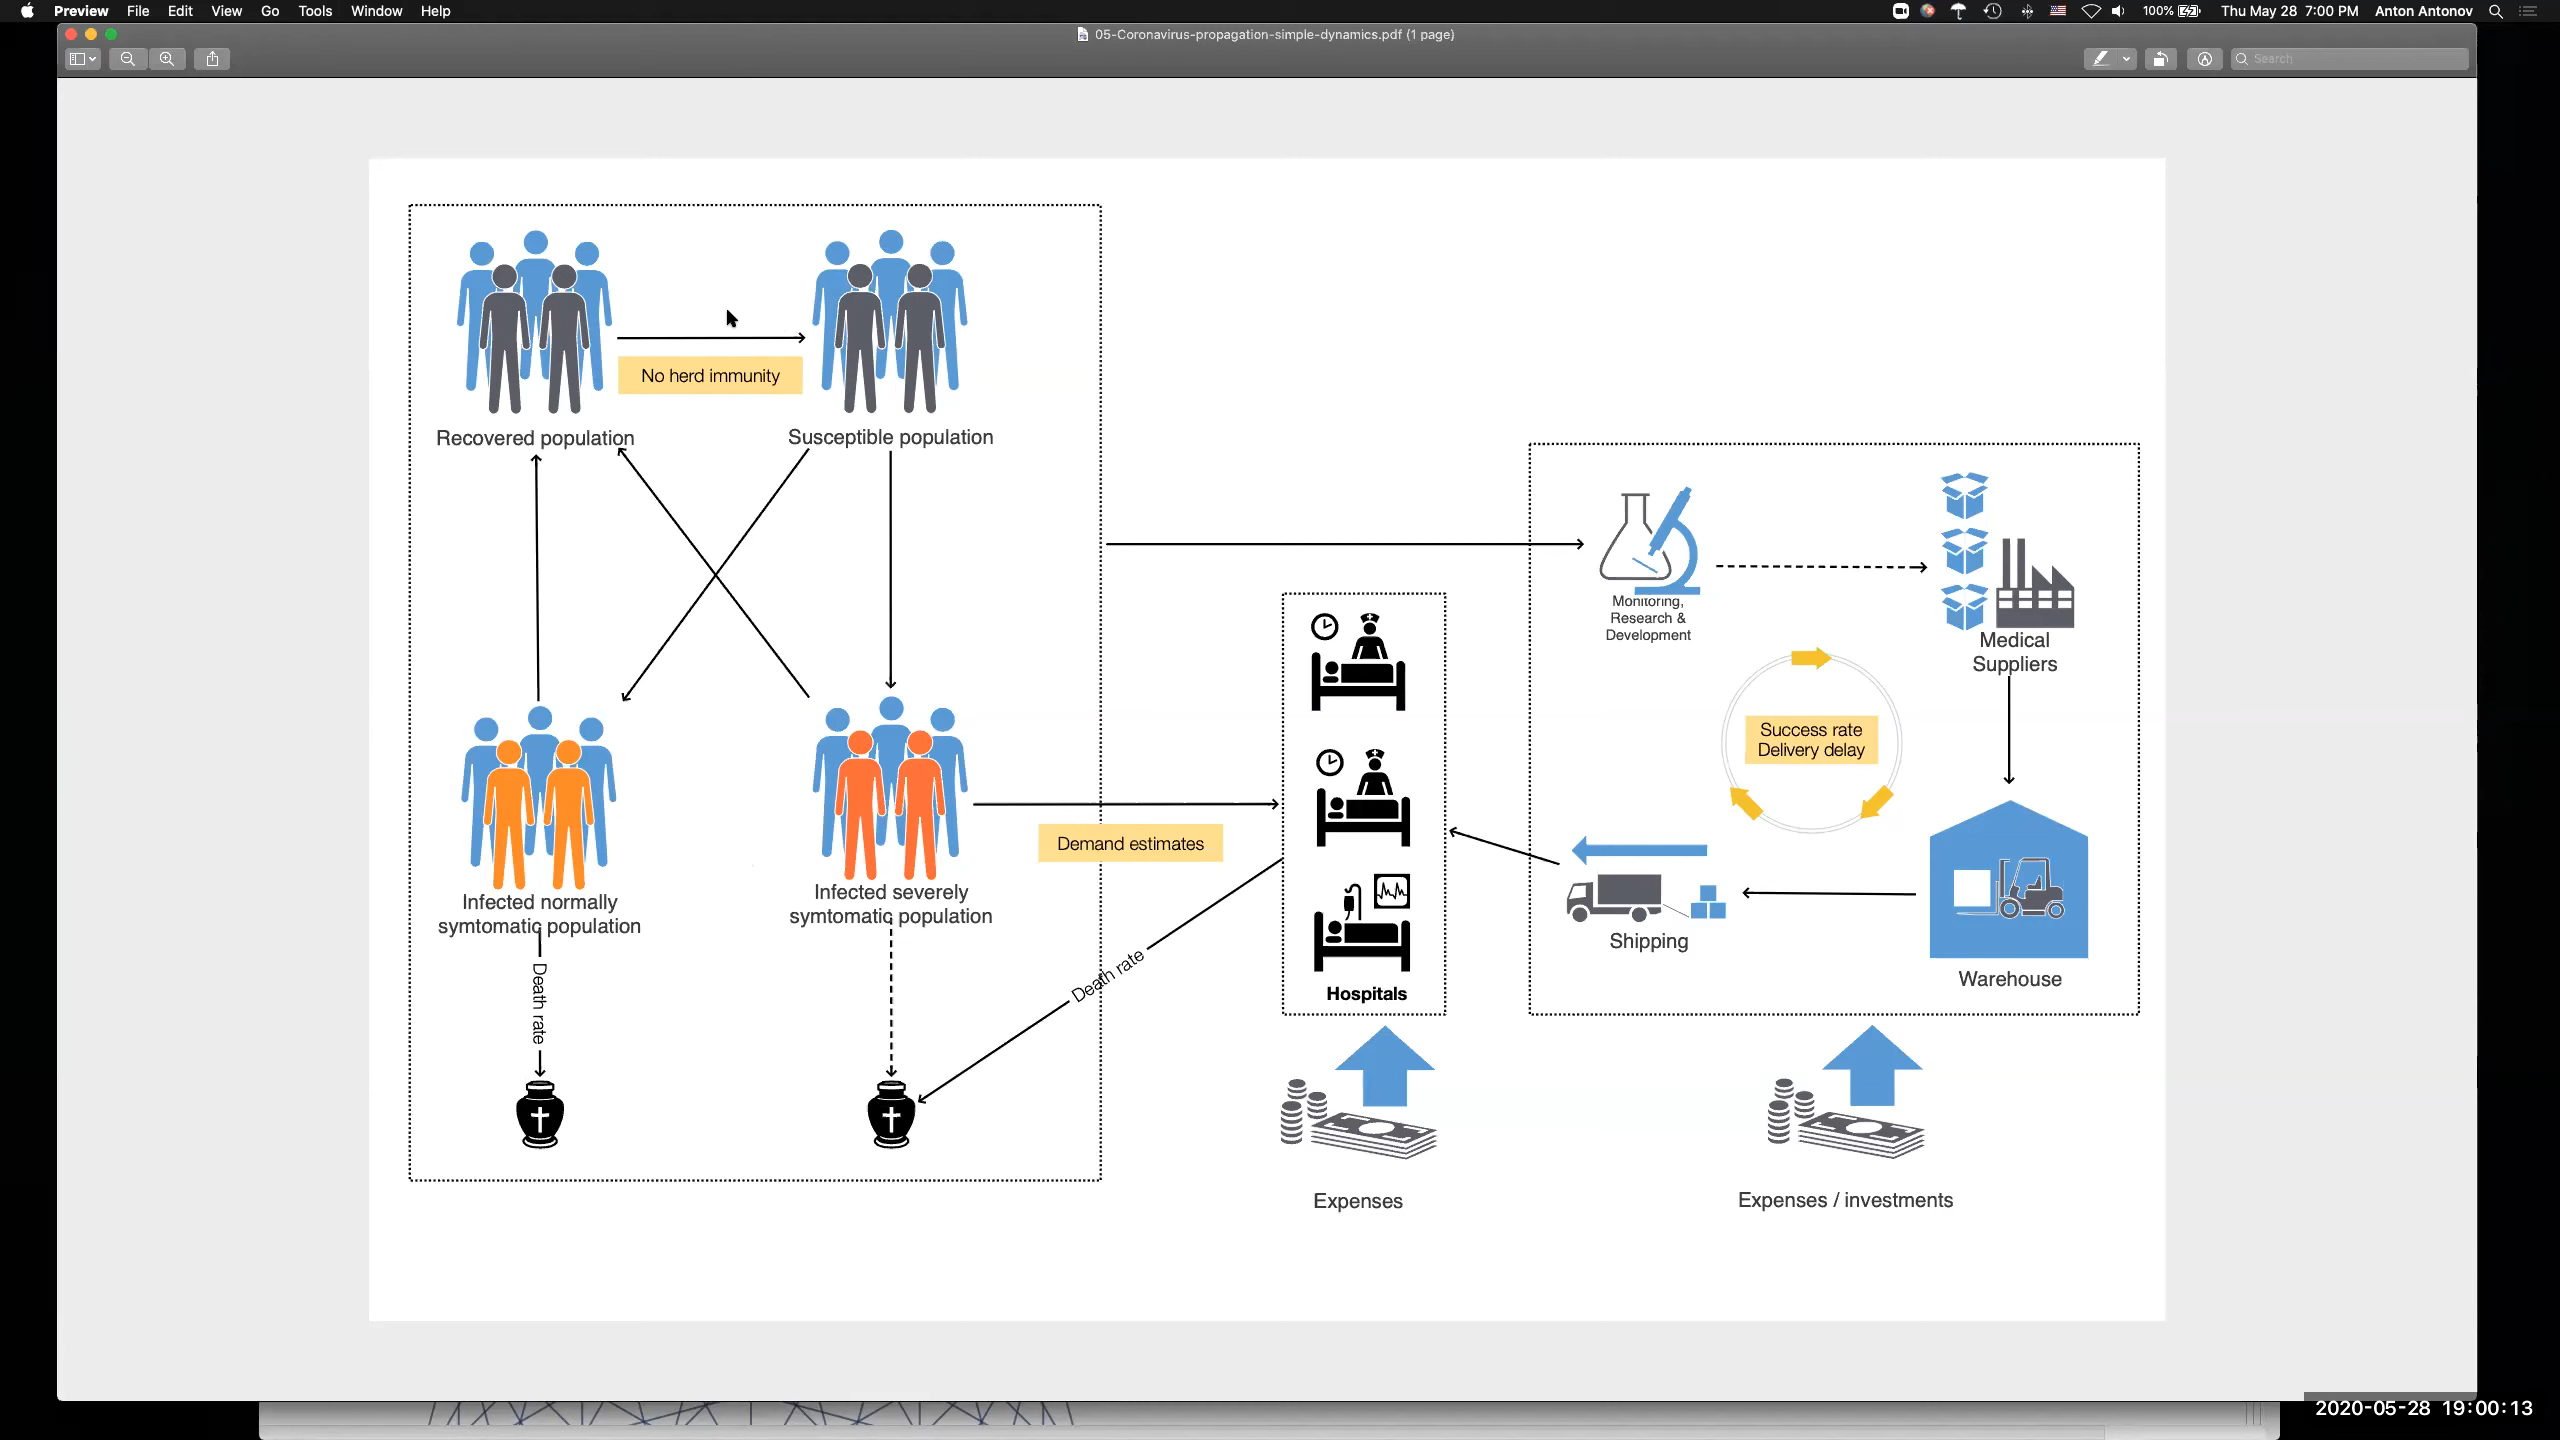 Preview File Edit View Go Tools Window Help
100% Thu May 28 7:00 PM Anton Antonov
05-Coronavirus-propagation-simple-dynamics.pdf (1 page)
Search
No herd immunity
Recovered population
Susceptible population
Monitoring,
Research &
Development
Medical
Suppliers
Success rate
Delivery delay
Demand estimates
Infected normally
symtomatic population
Infected severely
symtomatic population
Shipping
Warehouse
Death rate
Death rate
Hospitals
Expenses
Expenses / investments
2020-05-28 19:00:13